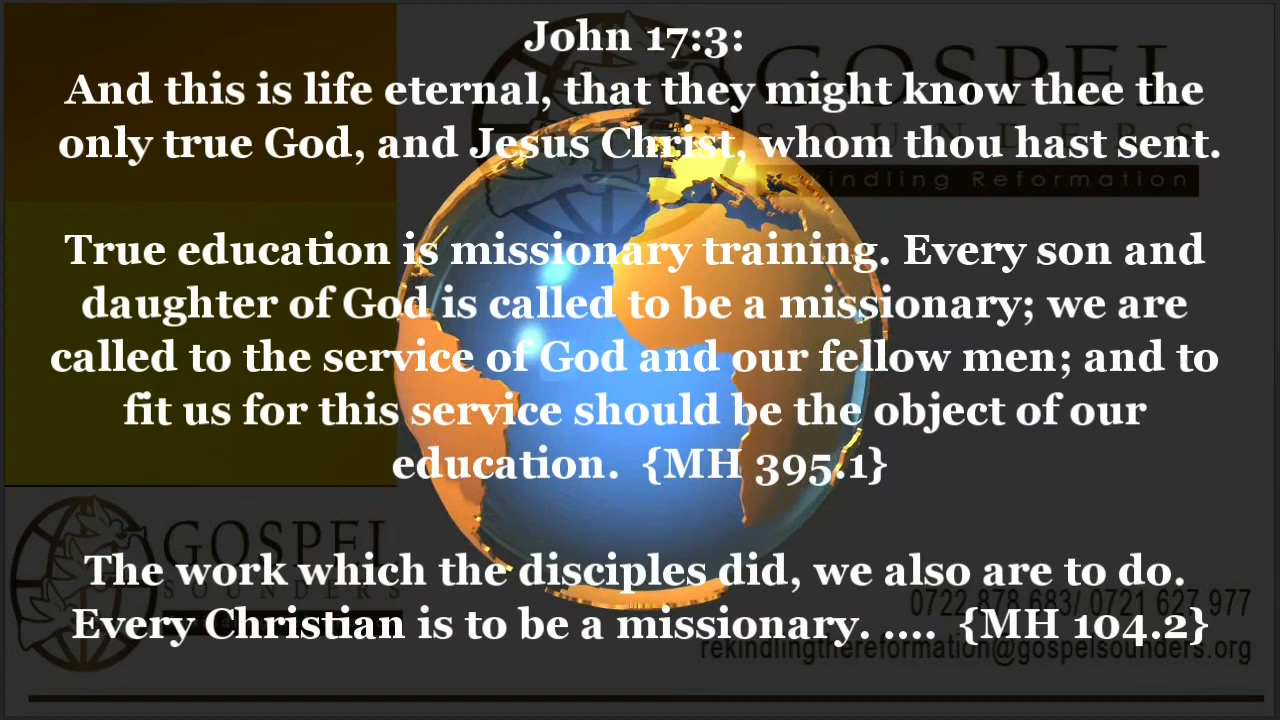 John 17:3:
And this is life eternal, that they might know thee the
only true God, and Jesus Christ, whom thou hast sent.
True education is missionary training. Every son and
daughter of God is called to be a missionary; we are
called to the service of God and our fellow men; and to
fit us for this service should be the object of our
education. {MH 395.1}
The work which the disciples did, we also are to do.
Every Christian is to be a missionary. .... {MH 104.2}
GOSPEL
SOUNDERS
Rekindling Reformation
GOSPEL
SOUNDERS
0722 878 683/ 0721 627 977
rekindlingthereformation@gospelsounders.org